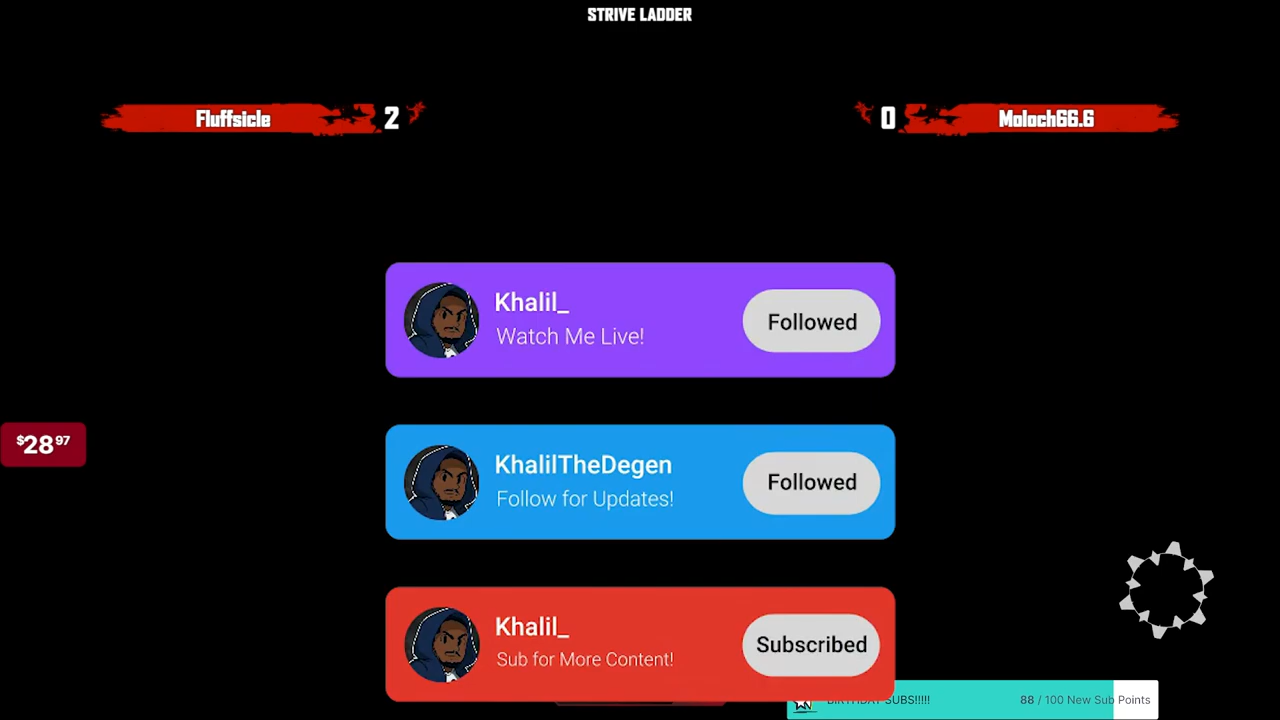 STRIVE LADDER
Fluffsicle 2
0 Moloch66.6
Khalil_
Watch Me Live!
Followed
$28 97
KhalilTheDegen
Follow for Updates!
Followed
Khalil_
Sub for More Content!
Subscribed
BIRTHDAY SUBS!!!!! 88 / 100 New Sub Points